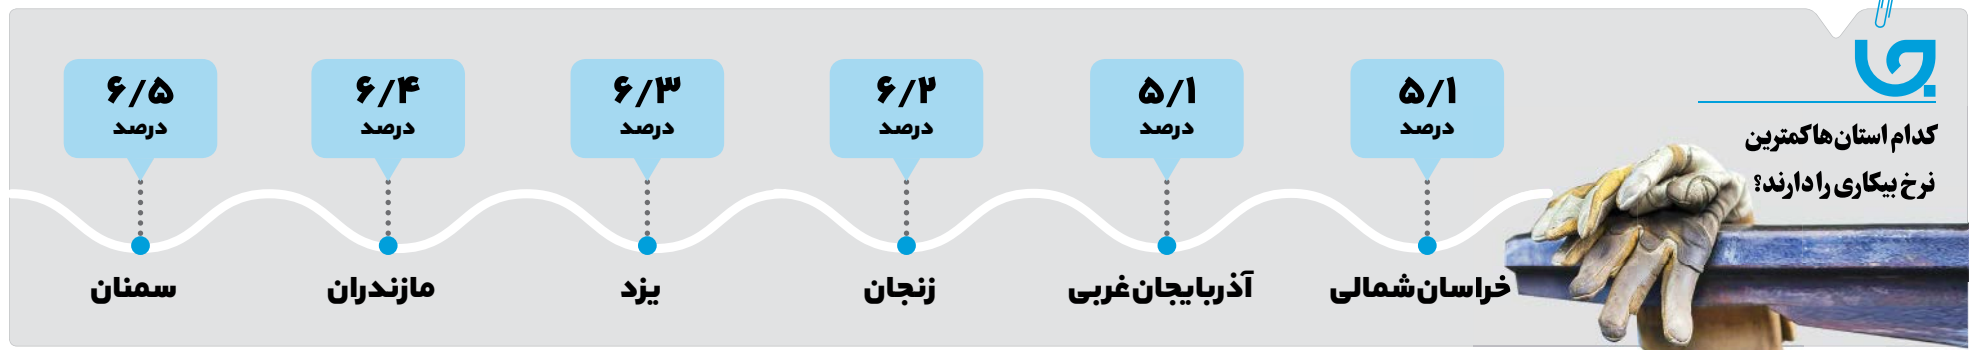 کدام استان‌ها کمترین
نرخ بیکاری را دارند؟
۵/۱
درصد
خراسان شمالی
۵/۱
درصد
آذربایجان غربی
۶/۲
درصد
زنجان
۶/۳
درصد
یزد
۶/۴
درصد
مازندران
۶/۵
درصد
سمنان